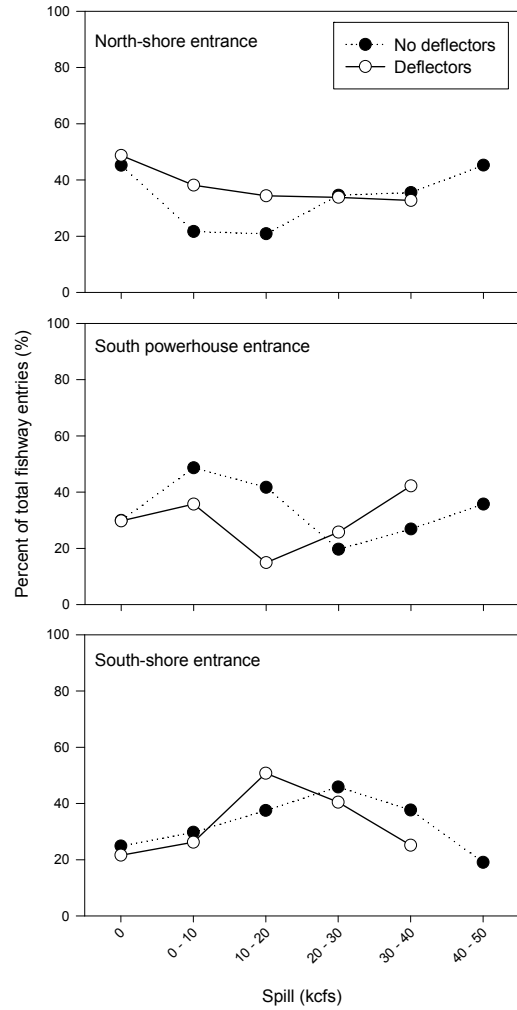 North-shore entrance
No deflectors
Deflectors
100
80
60
40
20
0
South powerhouse entrance
100
80
60
40
20
0
Percent of total fishway entries (%)
South-shore entrance
100
80
60
40
20
0
0
0 - 10
10 - 20
20 - 30
30 - 40
40 - 50
Spill (kcfs)